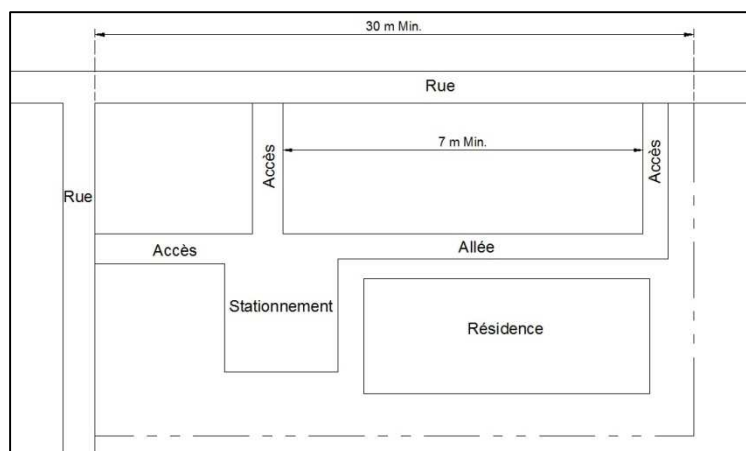 30 m Min.
Rue
Accès
7 m Min.
Accès
Rue
Accès
Allée
Stationnement
Résidence